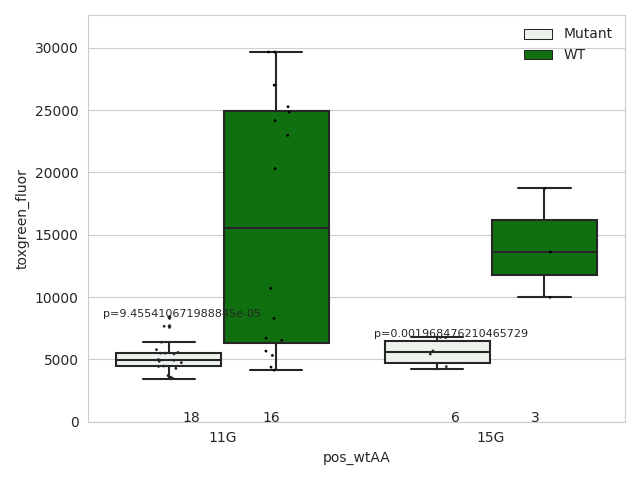 Mutant
WT
30000
25000
20000
15000
10000
5000
0
toxgreen_fluor
p=9.455410671988845e-05
p=0.001968476210465729
18
16
6
3
11G
15G
pos_wtAA